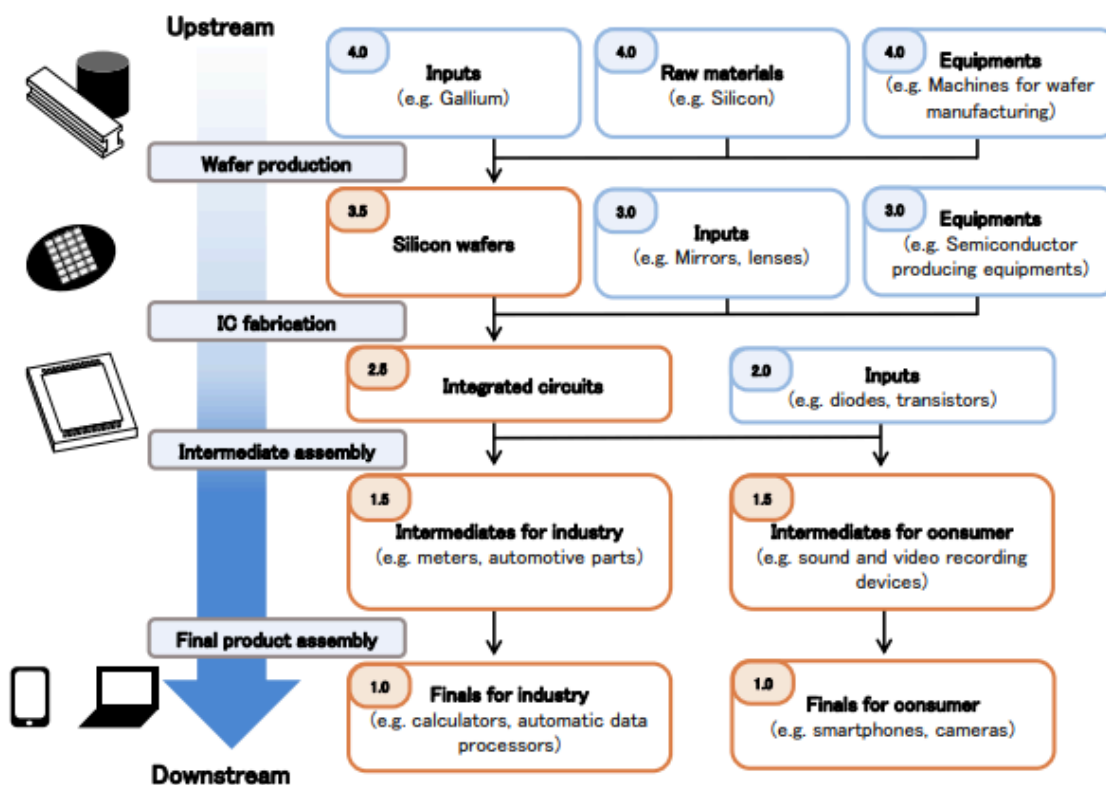 Upstream
4.0
Inputs
(e.g. Gallium)
4.0
Raw materials
(e.g. Silicon)
4.0
Equipments
(e.g. Machines for wafer
manufacturing)
Wafer production
3.5
Silicon wafers
3.0
Inputs
(e.g. Mirrors, lenses)
3.0
Equipments
(e.g. Semiconductor
producing equipments)
IC fabrication
2.5
Integrated circuits
2.0
Inputs
(e.g. diodes, transistors)
Intermediate assembly
1.5
Intermediates for industry
(e.g. meters, automotive parts)
1.5
Intermediates for consumer
(e.g. sound and video recording
devices)
Final product assembly
1.0
Finals for industry
(e.g. calculators, automatic data
processors)
1.0
Finals for consumer
(e.g. smartphones, cameras)
Downstream